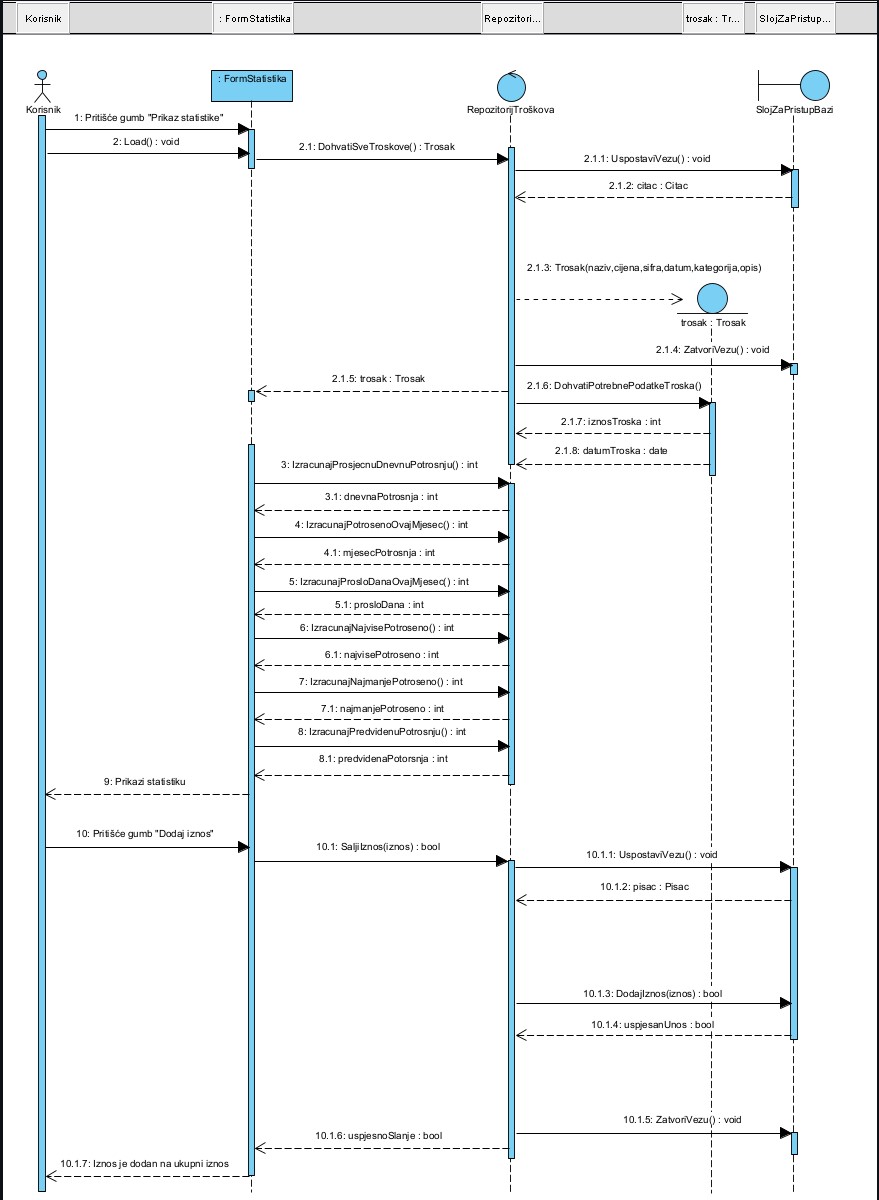 Korisnik
: FormStatistika
Repozitori...
trosak : Tr...
SlojZaPristup...
: FormStatistika
Korisnik
RepozitorijTroškova
SlojZaPristupBazi
1: Pritišće gumb "Prikaz statistike"
2: Load() : void
2.1: DohvatiSveTroskove() : Trosak
2.1.1: UspostaviVezu() : void
2.1.2: citac : Citac
2.1.3: Trosak(naziv,cijena,sifra,datum,kategorija,opis)
trosak : Trosak
2.1.4: ZatvoriVezu() : void
2.1.5: trosak : Trosak
2.1.6: DohvatiPotrebnePodatkeTroska()
2.1.7: iznosTroska : int
2.1.8: datumTroska : date
3: IzracunajProsjecnuDnevnuPotrosnju() : int
3.1: dnevnaPotrosnja : int
4: IzracunajPotrosenoOvajMjesec() : int
4.1: mjesecPotrosnja : int
5: IzracunajProsloDanaOvajMjesec() : int
5.1: prosloDana : int
6: IzracunajNajvisePotroseno() : int
6.1: najvisePotroseno : int
7: IzracunajNajmanjePotroseno() : int
7.1: najmanjePotroseno : int
8: IzracunajPredvidenuPotrosnju() : int
8.1: predvidenaPotorsnja : int
9: Prikazi statistiku
10: Pritišće gumb "Dodaj iznos"
10.1: SaljiIznos(iznos) : bool
10.1.1: UspostaviVezu() : void
10.1.2: pisac : Pisac
10.1.3: DodajIznos(iznos) : bool
10.1.4: uspjesanUnos : bool
10.1.5: ZatvoriVezu() : void
10.1.6: uspjesnoSlanje : bool
10.1.7: Iznos je dodan na ukupni iznos